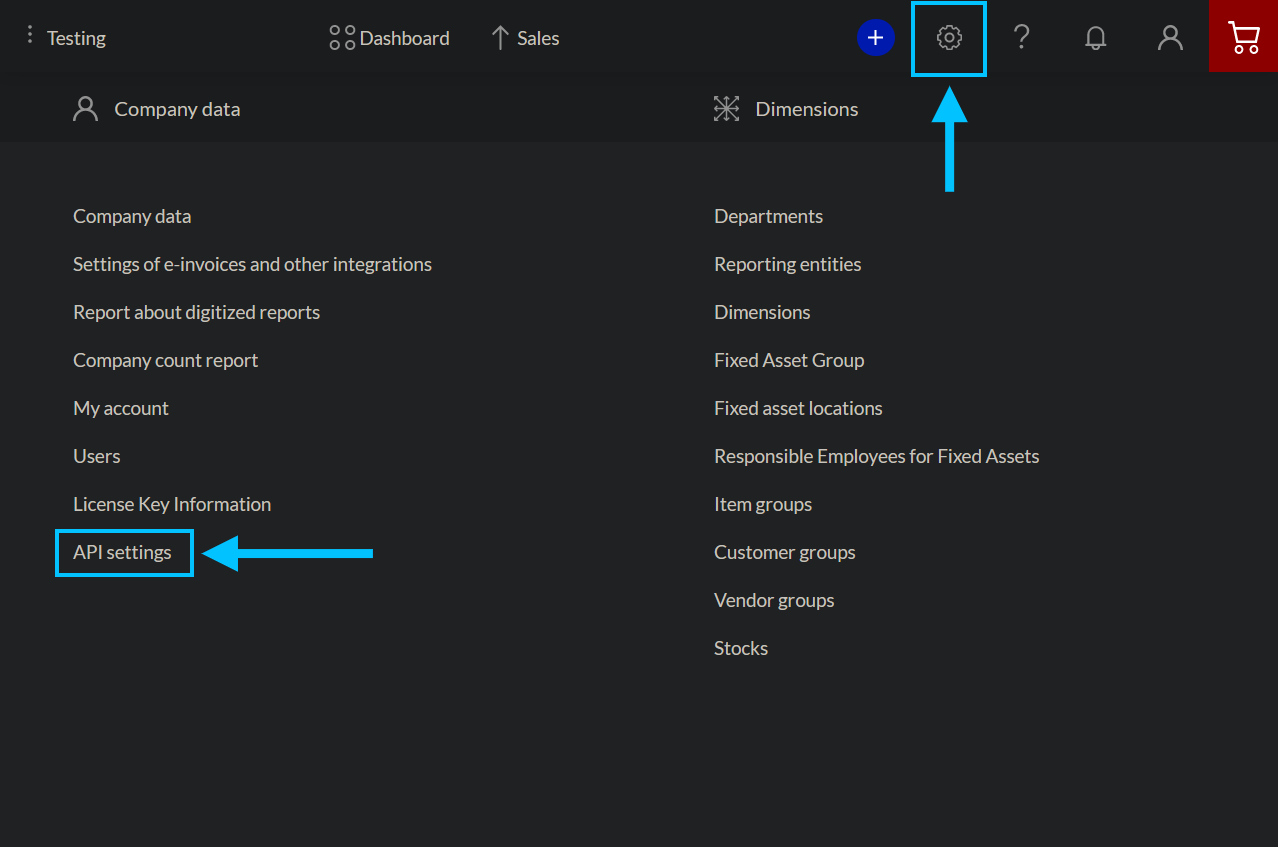 Testing
Dashboard
Sales
Company data
Dimensions
Company data
Settings of e-invoices and other integrations
Report about digitized reports
Company count report
My account
Users
License Key Information
API settings
Departments
Reporting entities
Dimensions
Fixed Asset Group
Fixed asset locations
Responsible Employees for Fixed Assets
Item groups
Customer groups
Vendor groups
Stocks